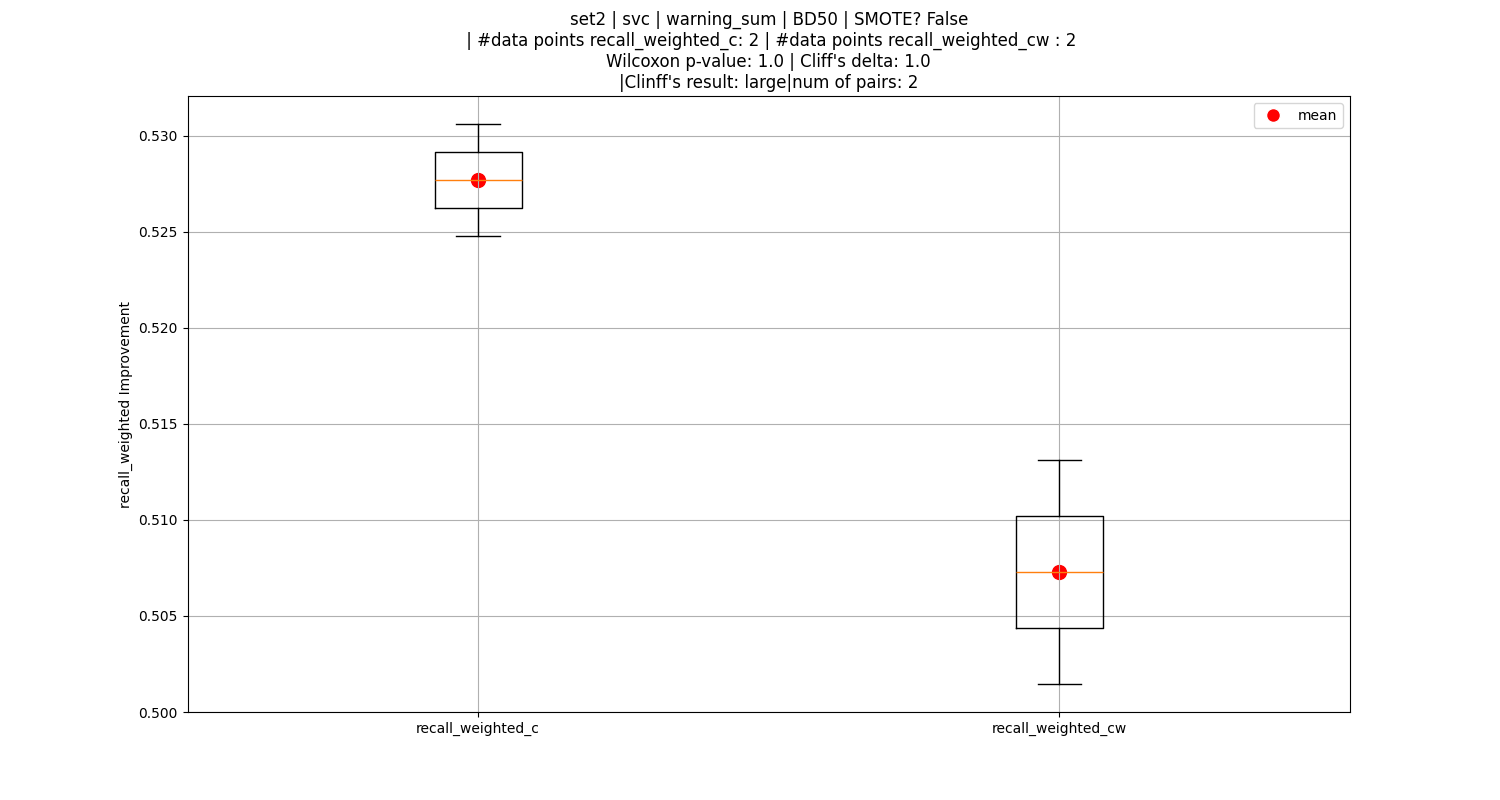 set2 | svc | warning_sum | BD50 | SMOTE? False
| #data points recall_weighted_c: 2 | #data points recall_weighted_cw : 2
Wilcoxon p-value: 1.0 | Cliff's delta: 1.0
|Clinff's result: large|num of pairs: 2
mean
0.530
0.525
0.520
0.515
0.510
0.505
0.500
recall_weighted Improvement
recall_weighted_c
recall_weighted_cw